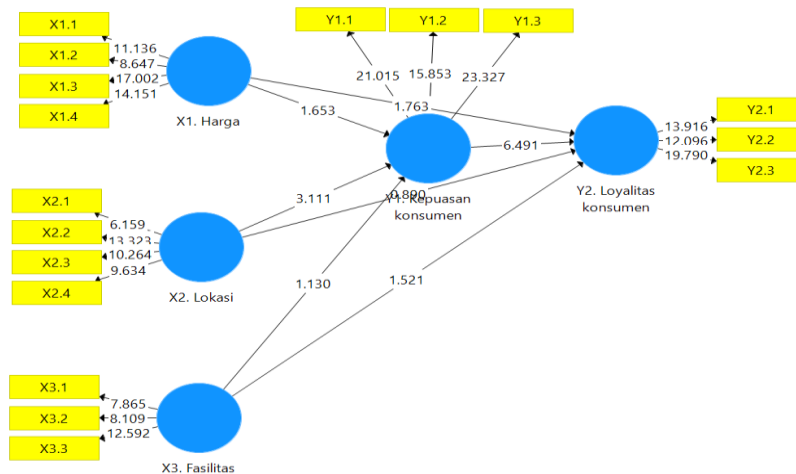 X1.1
X1.2
X1.3
X1.4
11.136
8.647
17.002
14.151
X1. Harga
Y1.1
Y1.2
Y1.3
21.015
15.853
23.327
1.653
1.763
6.491
Y1. Kepuasan
konsumen
0.890
Y2. Loyalitas
konsumen
13.916
12.096
19.790
Y2.1
Y2.2
Y2.3
X2.1
X2.2
X2.3
X2.4
6.159
13.323
10.264
9.634
X2. Lokasi
3.111
1.130
1.521
X3.1
X3.2
X3.3
7.865
8.109
12.592
X3. Fasilitas